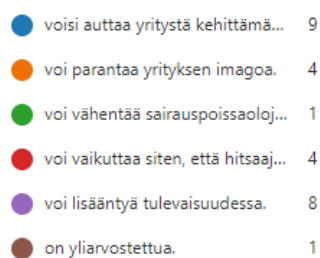 voisi auttaa yritystä kehittämä... 9
voi parantaa yrityksen imagoa. 4
voi vähentää sairauspoissaoloj... 1
voi vaikuttaa siten, että hitsaaj... 4
voi lisääntyä tulevaisuudessa. 8
on yliarvostettua. 1